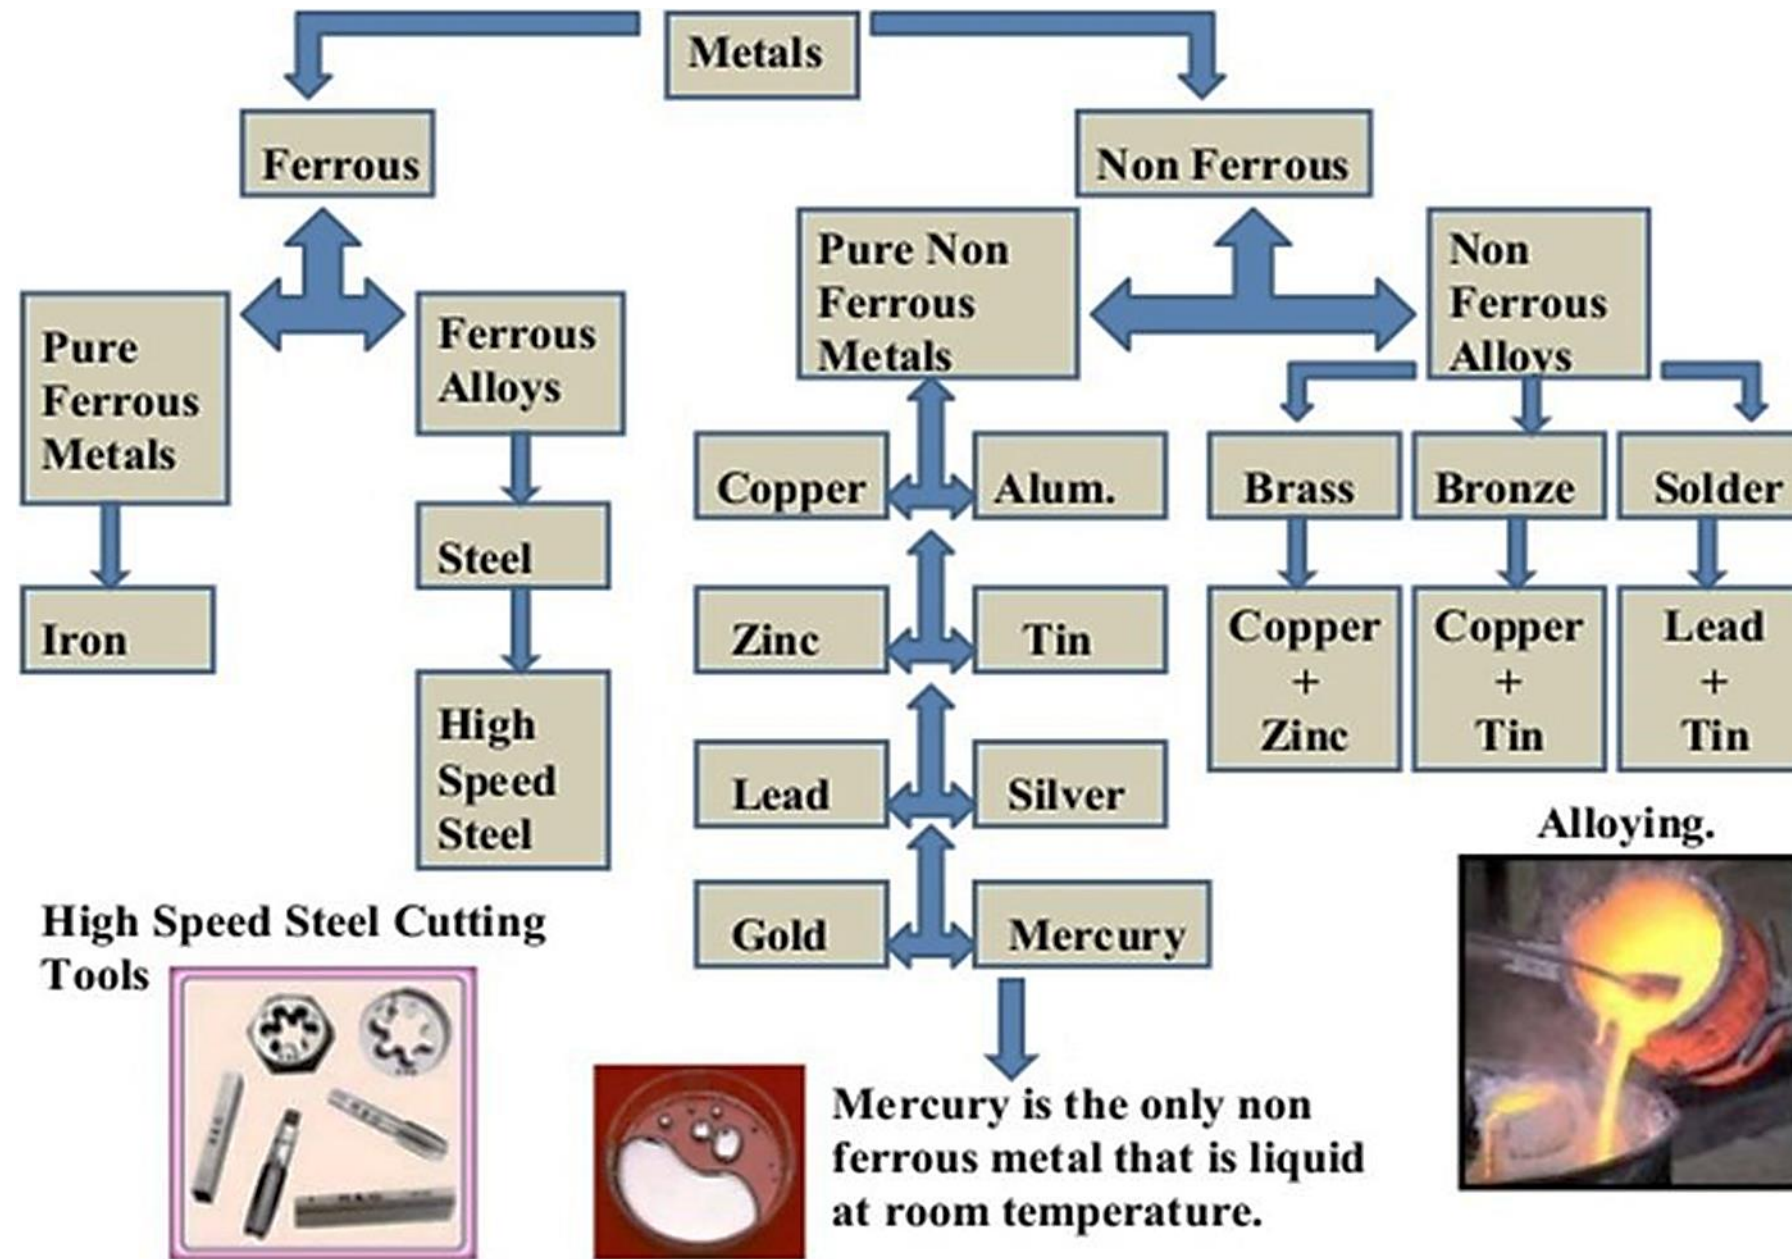 Metals
Ferrous
Non Ferrous
Pure
Ferrous
Metals
Ferrous
Alloys
Iron
Steel
High
Speed
Steel
Pure Non
Ferrous
Metals
Non
Ferrous
Alloys
Copper
Alum.
Zinc
Tin
Lead
Silver
Gold
Mercury
Brass
Bronze
Solder
Copper
+
Zinc
Copper
+
Tin
Lead
+
Tin
Alloying.
High Speed Steel Cutting
Tools
Mercury is the only non
ferrous metal that is liquid
at room temperature.